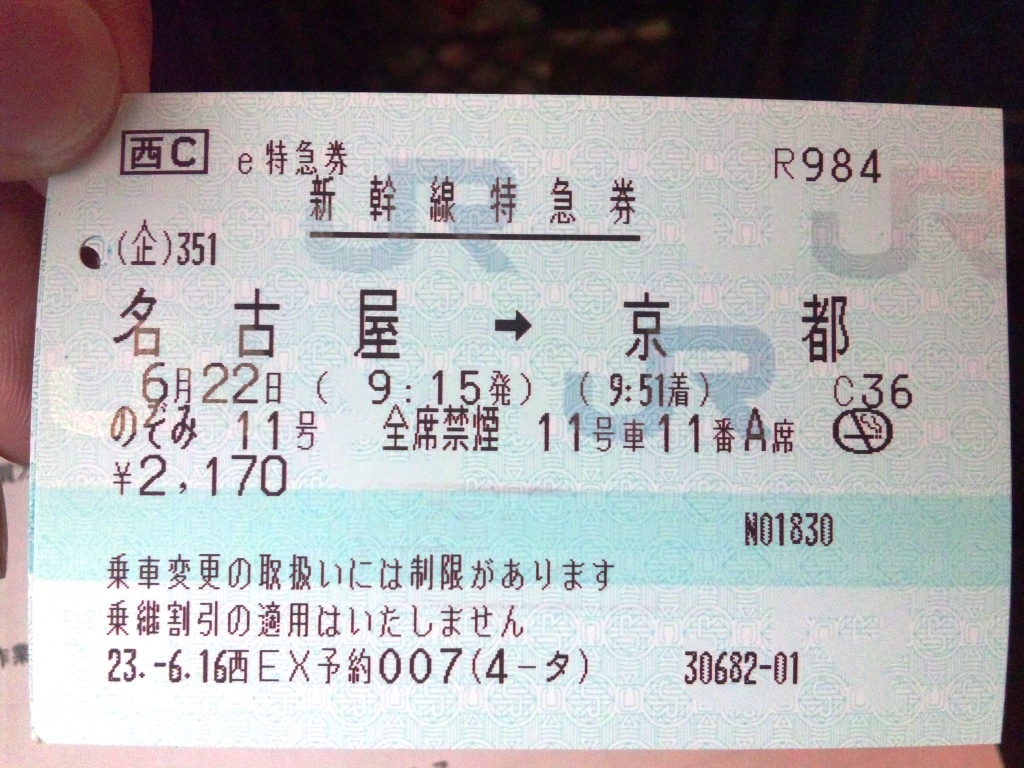 西C e特急券 R984
新幹線特急券
(企)351
名古屋 ➡ 京都
6月22日 ( 9:15発) ( 9:51着) C36
のぞみ 11号 全席禁煙 11号車11番A席
¥2,170
N01830
乗車変更の取扱いには制限があります
乗継割引の適用はいたしません
23.-6.16西EX予約007(4-タ) 30682-01